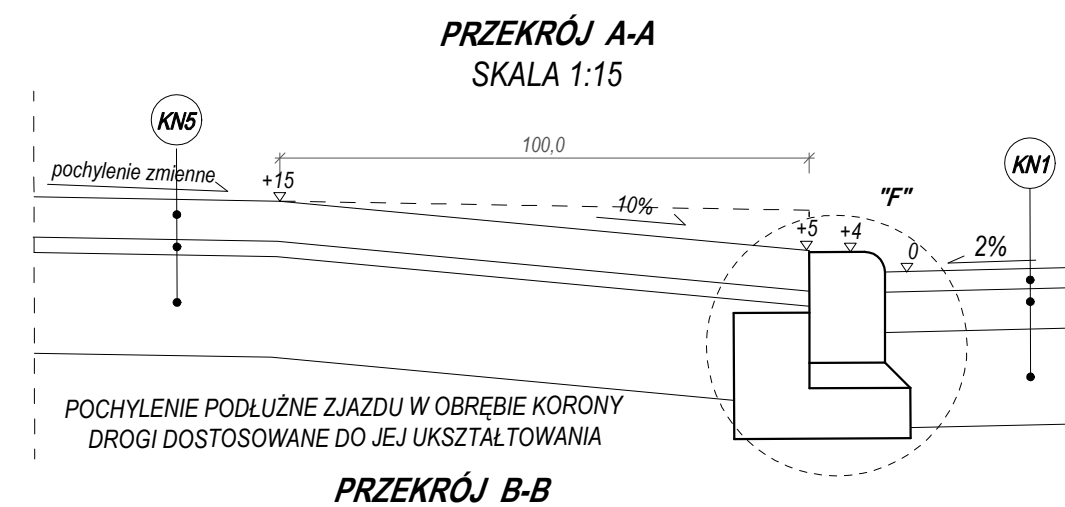 PRZEKRÓJ A-A
SKALA 1:15
KN5
100,0
KN1
pochylenie zmienne
+15
10%
"F"
+5
+4
0
2%
POCHYLENIE PODŁUŻNE ZJAZDU W OBRĘBIE KORONY
DROGI DOSTOSOWANE DO JEJ UKSZTAŁTOWANIA
PRZEKRÓJ B-B